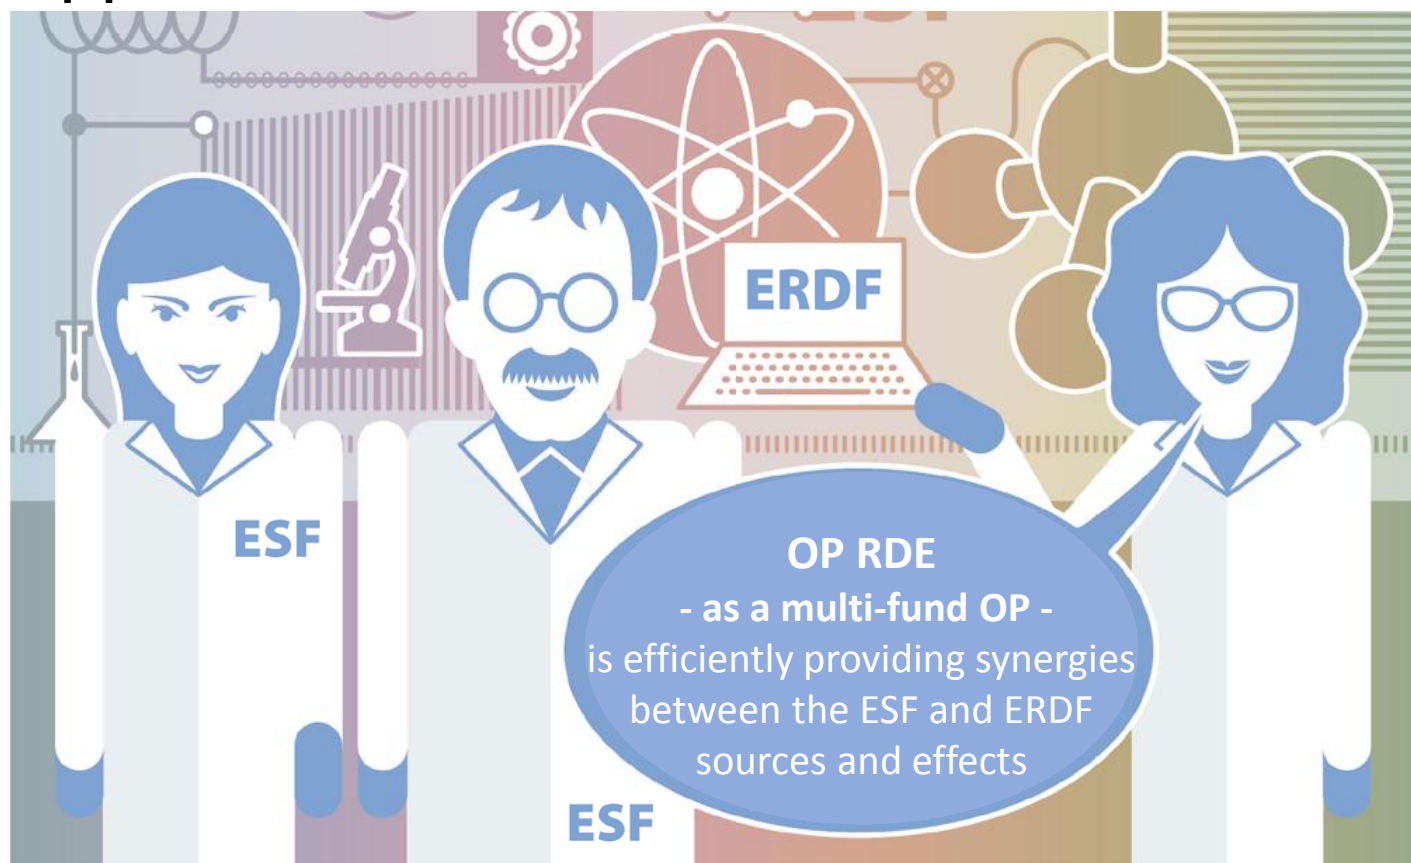 ERDF
ESF
OP RDE
- as a multi-fund OP -
is efficiently providing synergies
between the ESF and ERDF
sources and effects
ESF